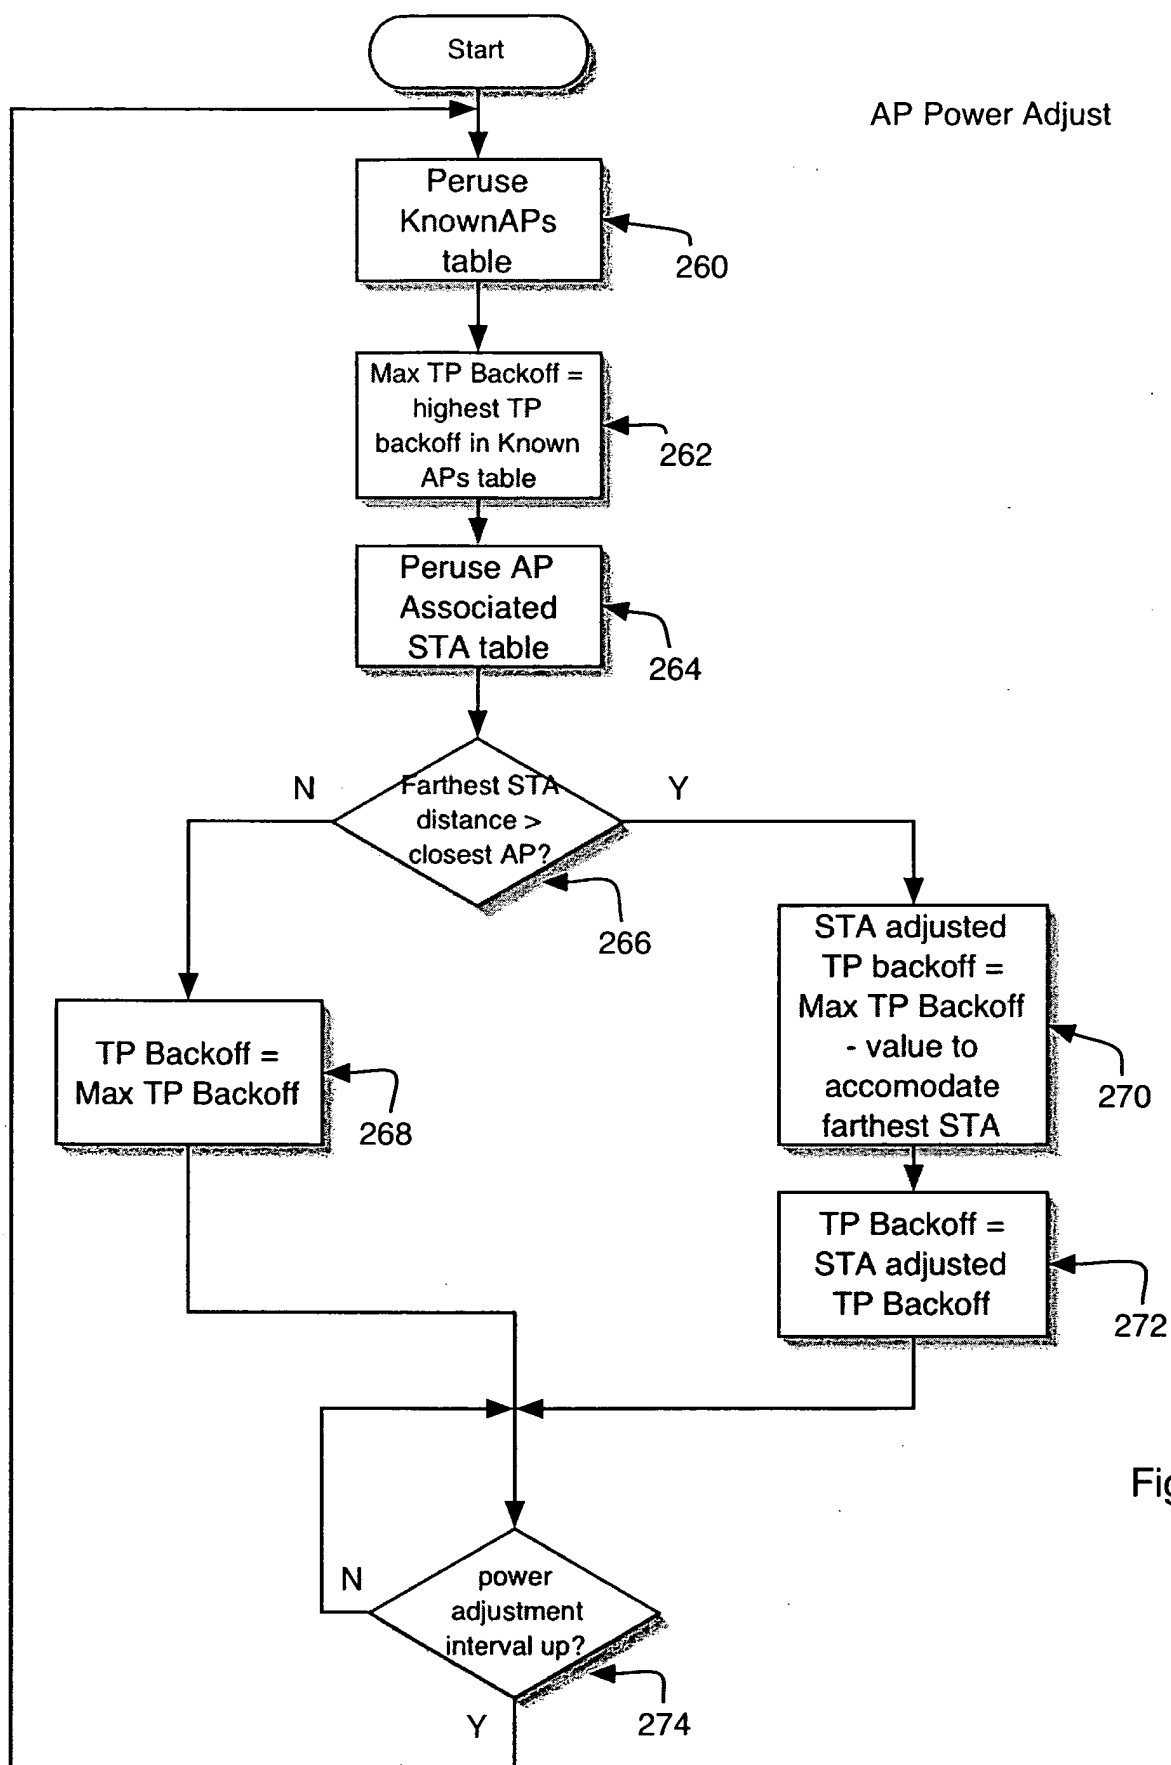 Start
AP Power Adjust
Peruse
KnownAPs
table
260
Max TP Backoff =
highest TP
backoff in Known
APs table
262
Peruse AP
Associated
STA table
264
N
Farthest STA
distance >
closest AP?
Y
266
STA adjusted
TP backoff =
Max TP Backoff
- value to
accomodate
farthest STA
270
TP Backoff =
Max TP Backoff
268
TP Backoff =
STA adjusted
TP Backoff
272
Fig
N
power
adjustment
interval up?
274
Y